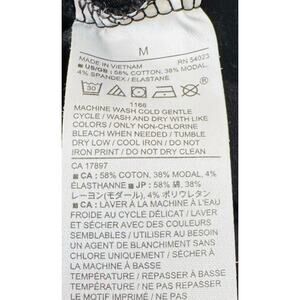 M
MADE IN VIETNAM RN 54023
■ US/GB : 58% COTTON, 38% MODAL,
4% SPANDEX / ELASTANE
30
1166
MACHINE WASH COLD GENTLE
CYCLE / WASH AND DRY WITH LIKE
COLORS / ONLY NON-CHLORINE
BLEACH WHEN NEEDED / TUMBLE
DRY LOW / COOL IRON / DO NOT
IRON PRINT / DO NOT DRY CLEAN
CA 17897
■ CA : 58% COTON, 38% MODAL, 4%
ÉLASTHANNE ■ JP : 58% 綿, 38%
レーヨン(モダール), 4% ポリウレタン
■ CA : LAVER À LA MACHINE À L'EAU
FROIDE AU CYCLE DÉLICAT / LAVER
ET SÉCHER AVEC DES COULEURS
SEMBLABLES / UTILISER AU BESOIN
UN AGENT DE BLANCHIMENT SANS
CHLORE UNIQUEMENT / SÉCHER À
LA MACHINE À BASSE
TEMPÉRATURE / REPASSER À BASSE
TEMPÉRATURE / NE PAS REPASSER
LE MOTIF IMPRIMÉ / NE PAS